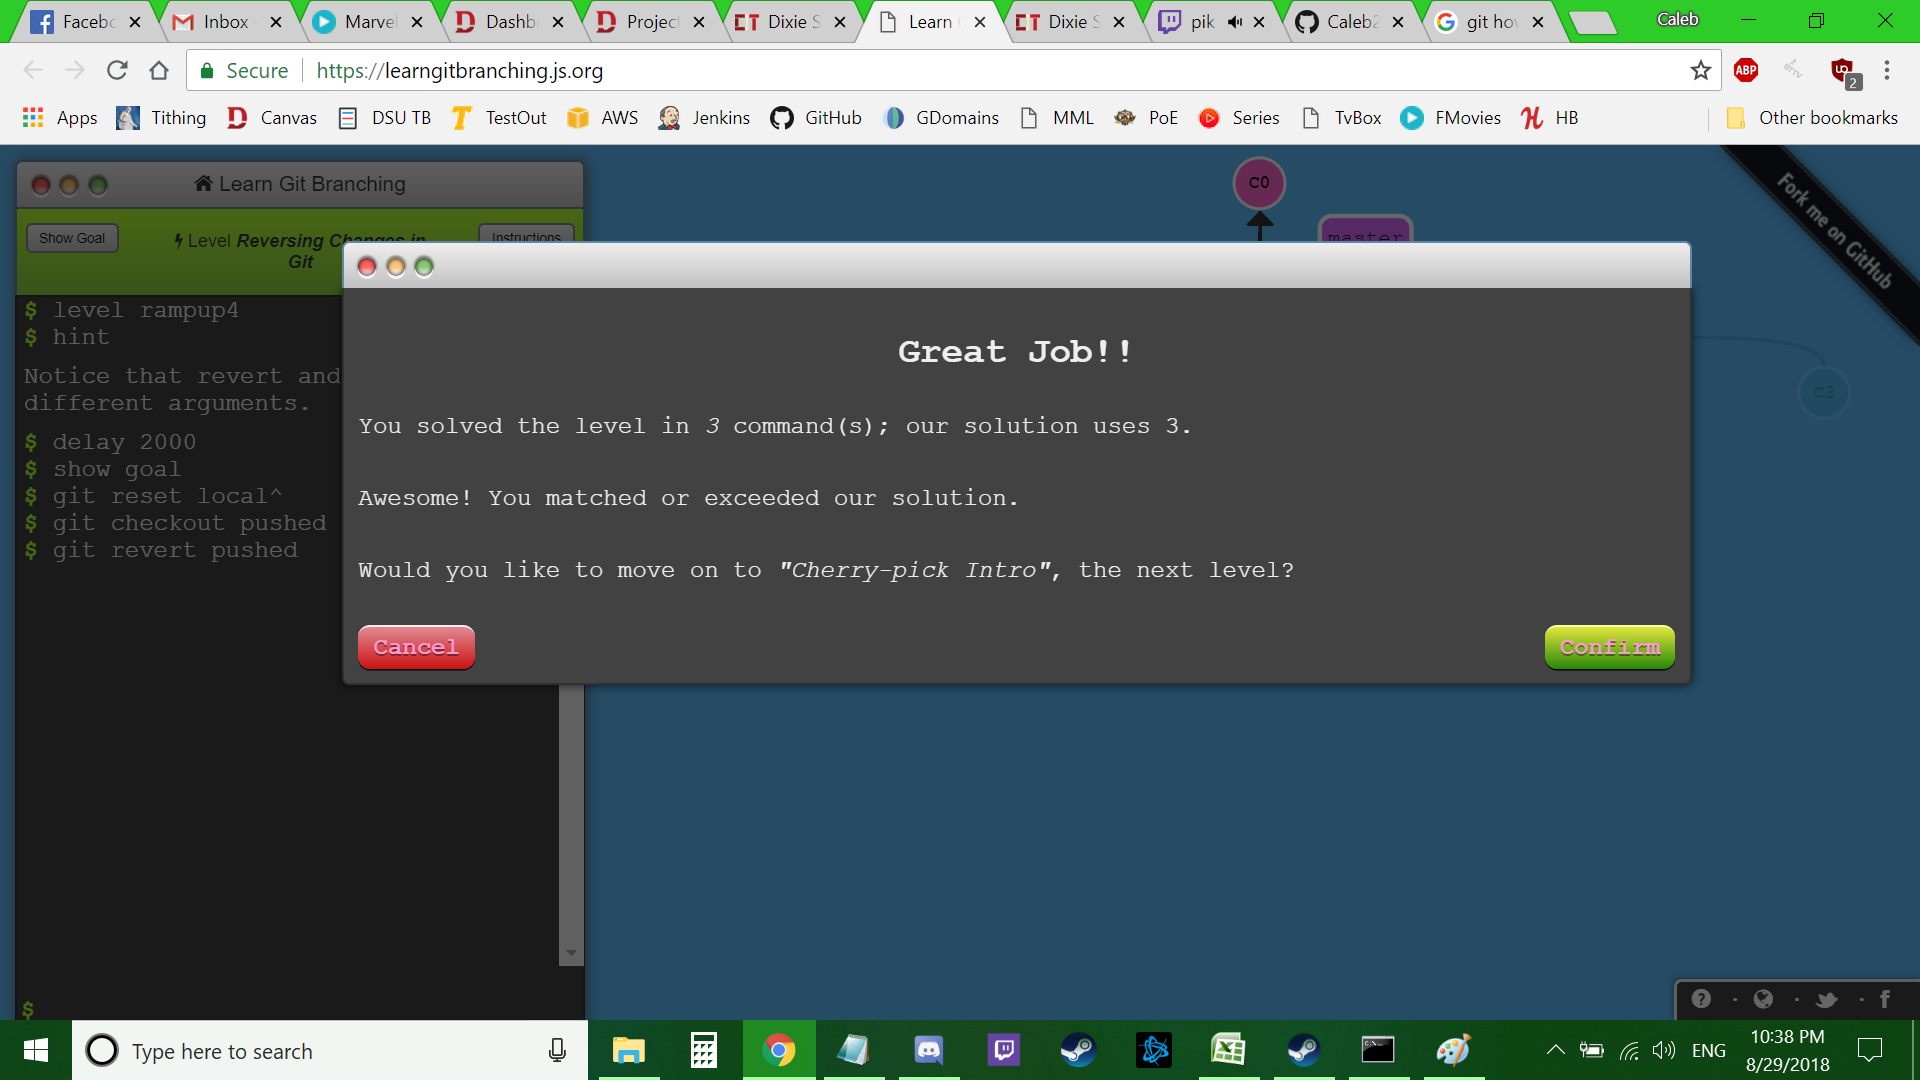 Facebo
Inbox
Marvel
Dashb
Project
Dixie S
Learn
Dixie S
pik
Caleb2
git how
Caleb
Secure
https://learngitbranching.js.org
ABP
2
Apps
Tithing
Canvas
DSU TB
TestOut
AWS
Jenkins
GitHub
GDomains
MML
PoE
Series
TvBox
FMovies
HB
Other bookmarks
Learn Git Branching
C0
Fork me on GitHub
Show Goal
Level Reversing Changes in
Git
Instructions
master
C3
$ level rampup4
$ hint
Notice that revert and
different arguments.
$ delay 2000
$ show goal
$ git reset local^
$ git checkout pushed
$ git revert pushed
$
Great Job!!
You solved the level in 3 command(s); our solution uses 3.
Awesome! You matched or exceeded our solution.
Would you like to move on to "Cherry-pick Intro", the next level?
Cancel
Confirm
Type here to search
ENG
10:38 PM
8/29/2018